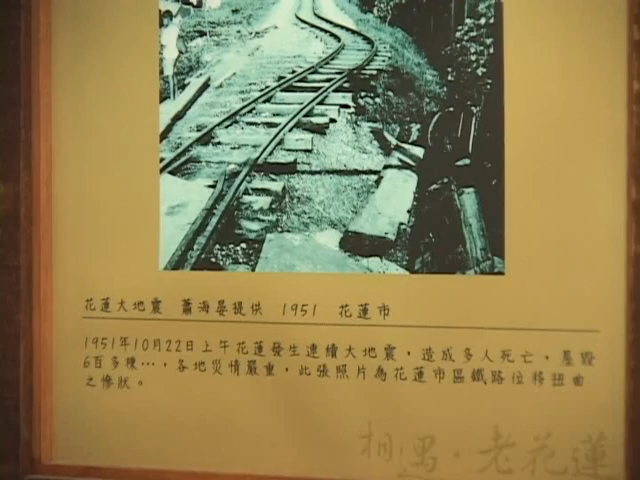 花蓮大地震 蕭海晏提供 1951 花蓮市
1951年10月22日上午花蓮發生連續大地震，造成多人死亡，屋毀
6百多棟…，各地災情嚴重，此張照片為花蓮市區鐵路位移扭曲
之慘狀。
相遇·老花蓮